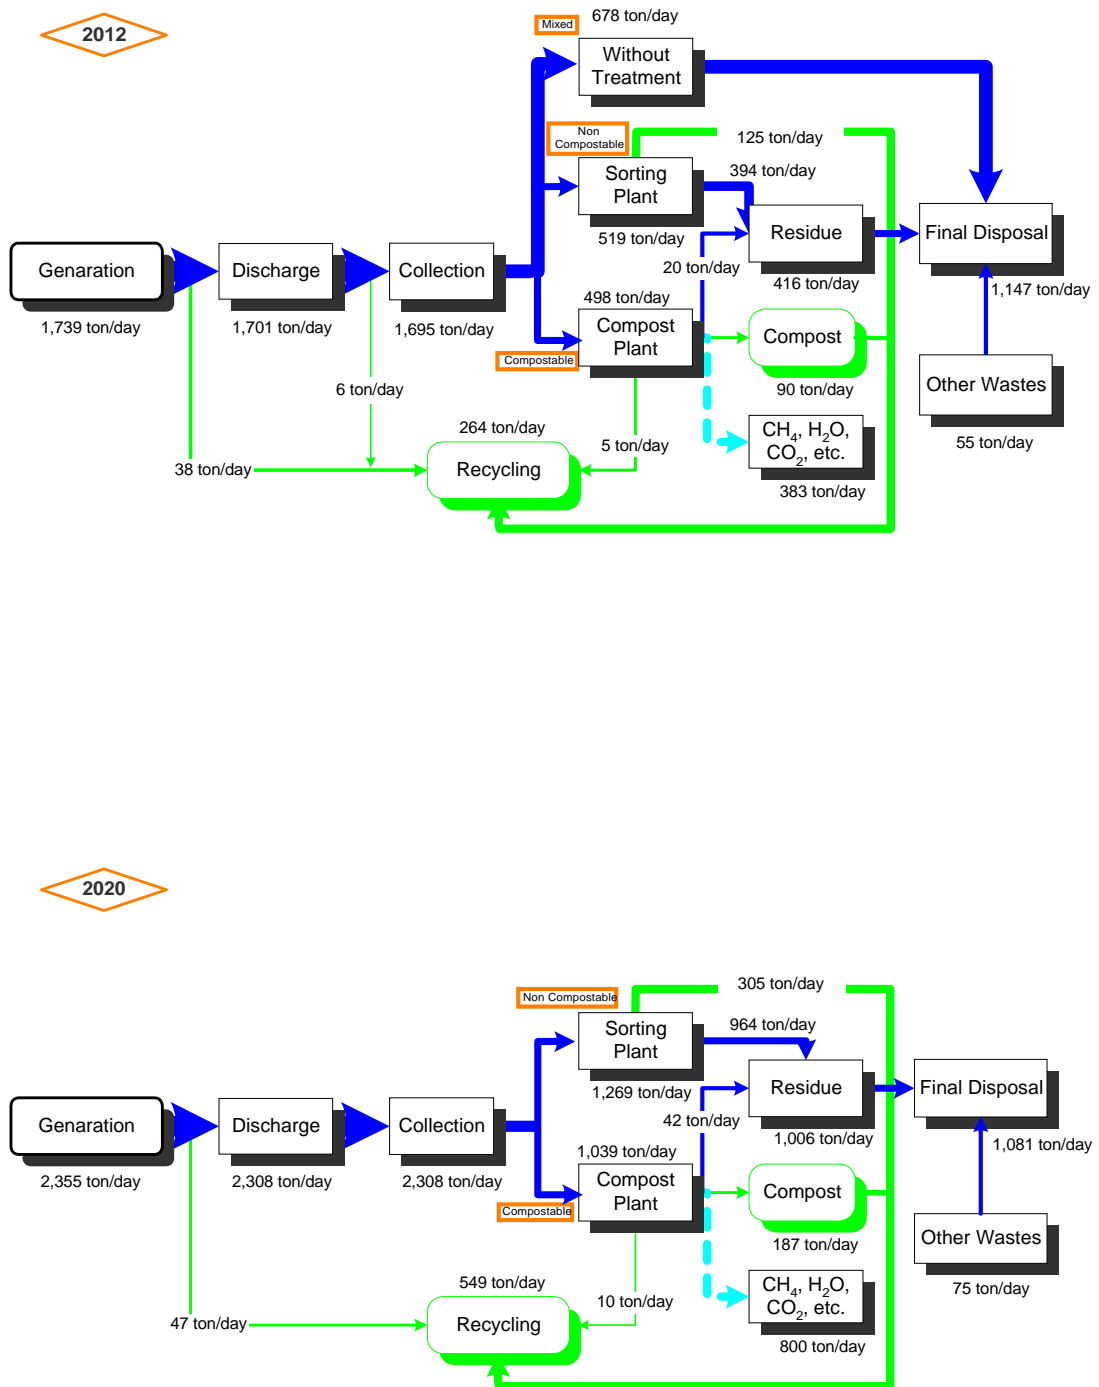 2012
Mixed
678 ton/day
Without
Treatment
Non
Compostable
125 ton/day
Sorting
Plant
394 ton/day
519 ton/day
Residue
Final Disposal
Genaration
Discharge
Collection
20 ton/day
416 ton/day
1,147 ton/day
498 ton/day
1,739 ton/day
1,701 ton/day
1,695 ton/day
Compost
Plant
Compost
Compostable
90 ton/day
Other Wastes
6 ton/day
264 ton/day
5 ton/day
CH4, H2O,
CO2, etc.
55 ton/day
38 ton/day
Recycling
383 ton/day
2020
305 ton/day
Non Compostable
Sorting
Plant
964 ton/day
1,269 ton/day
Residue
Final Disposal
Genaration
Discharge
Collection
42 ton/day
1,006 ton/day
1,081 ton/day
1,039 ton/day
2,355 ton/day
2,308 ton/day
2,308 ton/day
Compost
Plant
Compost
Compostable
187 ton/day
Other Wastes
549 ton/day
10 ton/day
CH4, H2O,
CO2, etc.
75 ton/day
47 ton/day
Recycling
800 ton/day